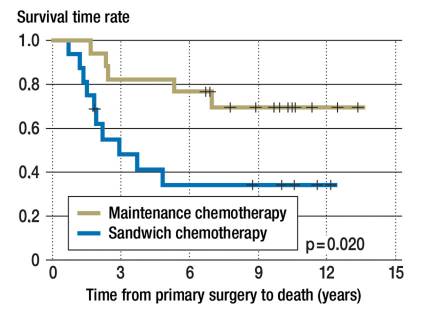 Survival time rate
1.0
0.8
0.6
0.4
0.2
0
Maintenance chemotherapy
Sandwich chemotherapy
p=0.020
0 3 6 9 12 15
Time from primary surgery to death (years)